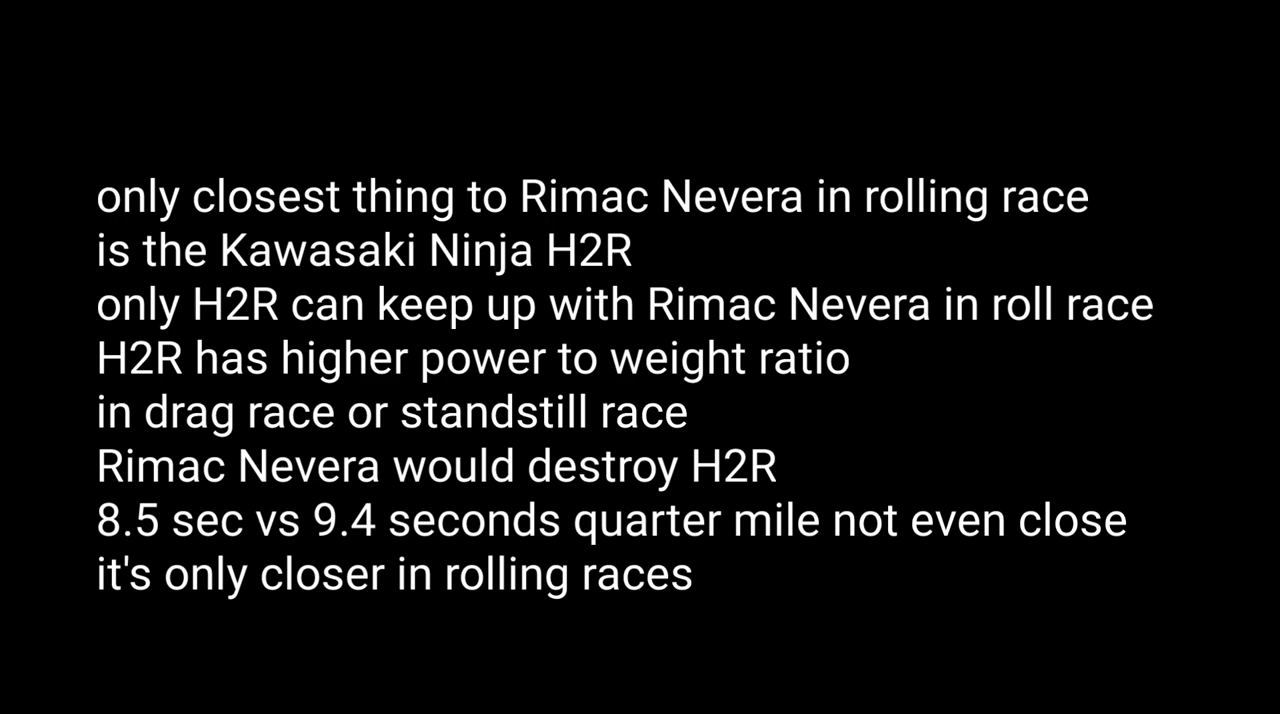 only closest thing to Rimac Nevera in rolling race
is the Kawasaki Ninja H2R
only H2R can keep up with Rimac Nevera in roll race
H2R has higher power to weight ratio
in drag race or standstill race
Rimac Nevera would destroy H2R
8.5 sec vs 9.4 seconds quarter mile not even close
it's only closer in rolling races